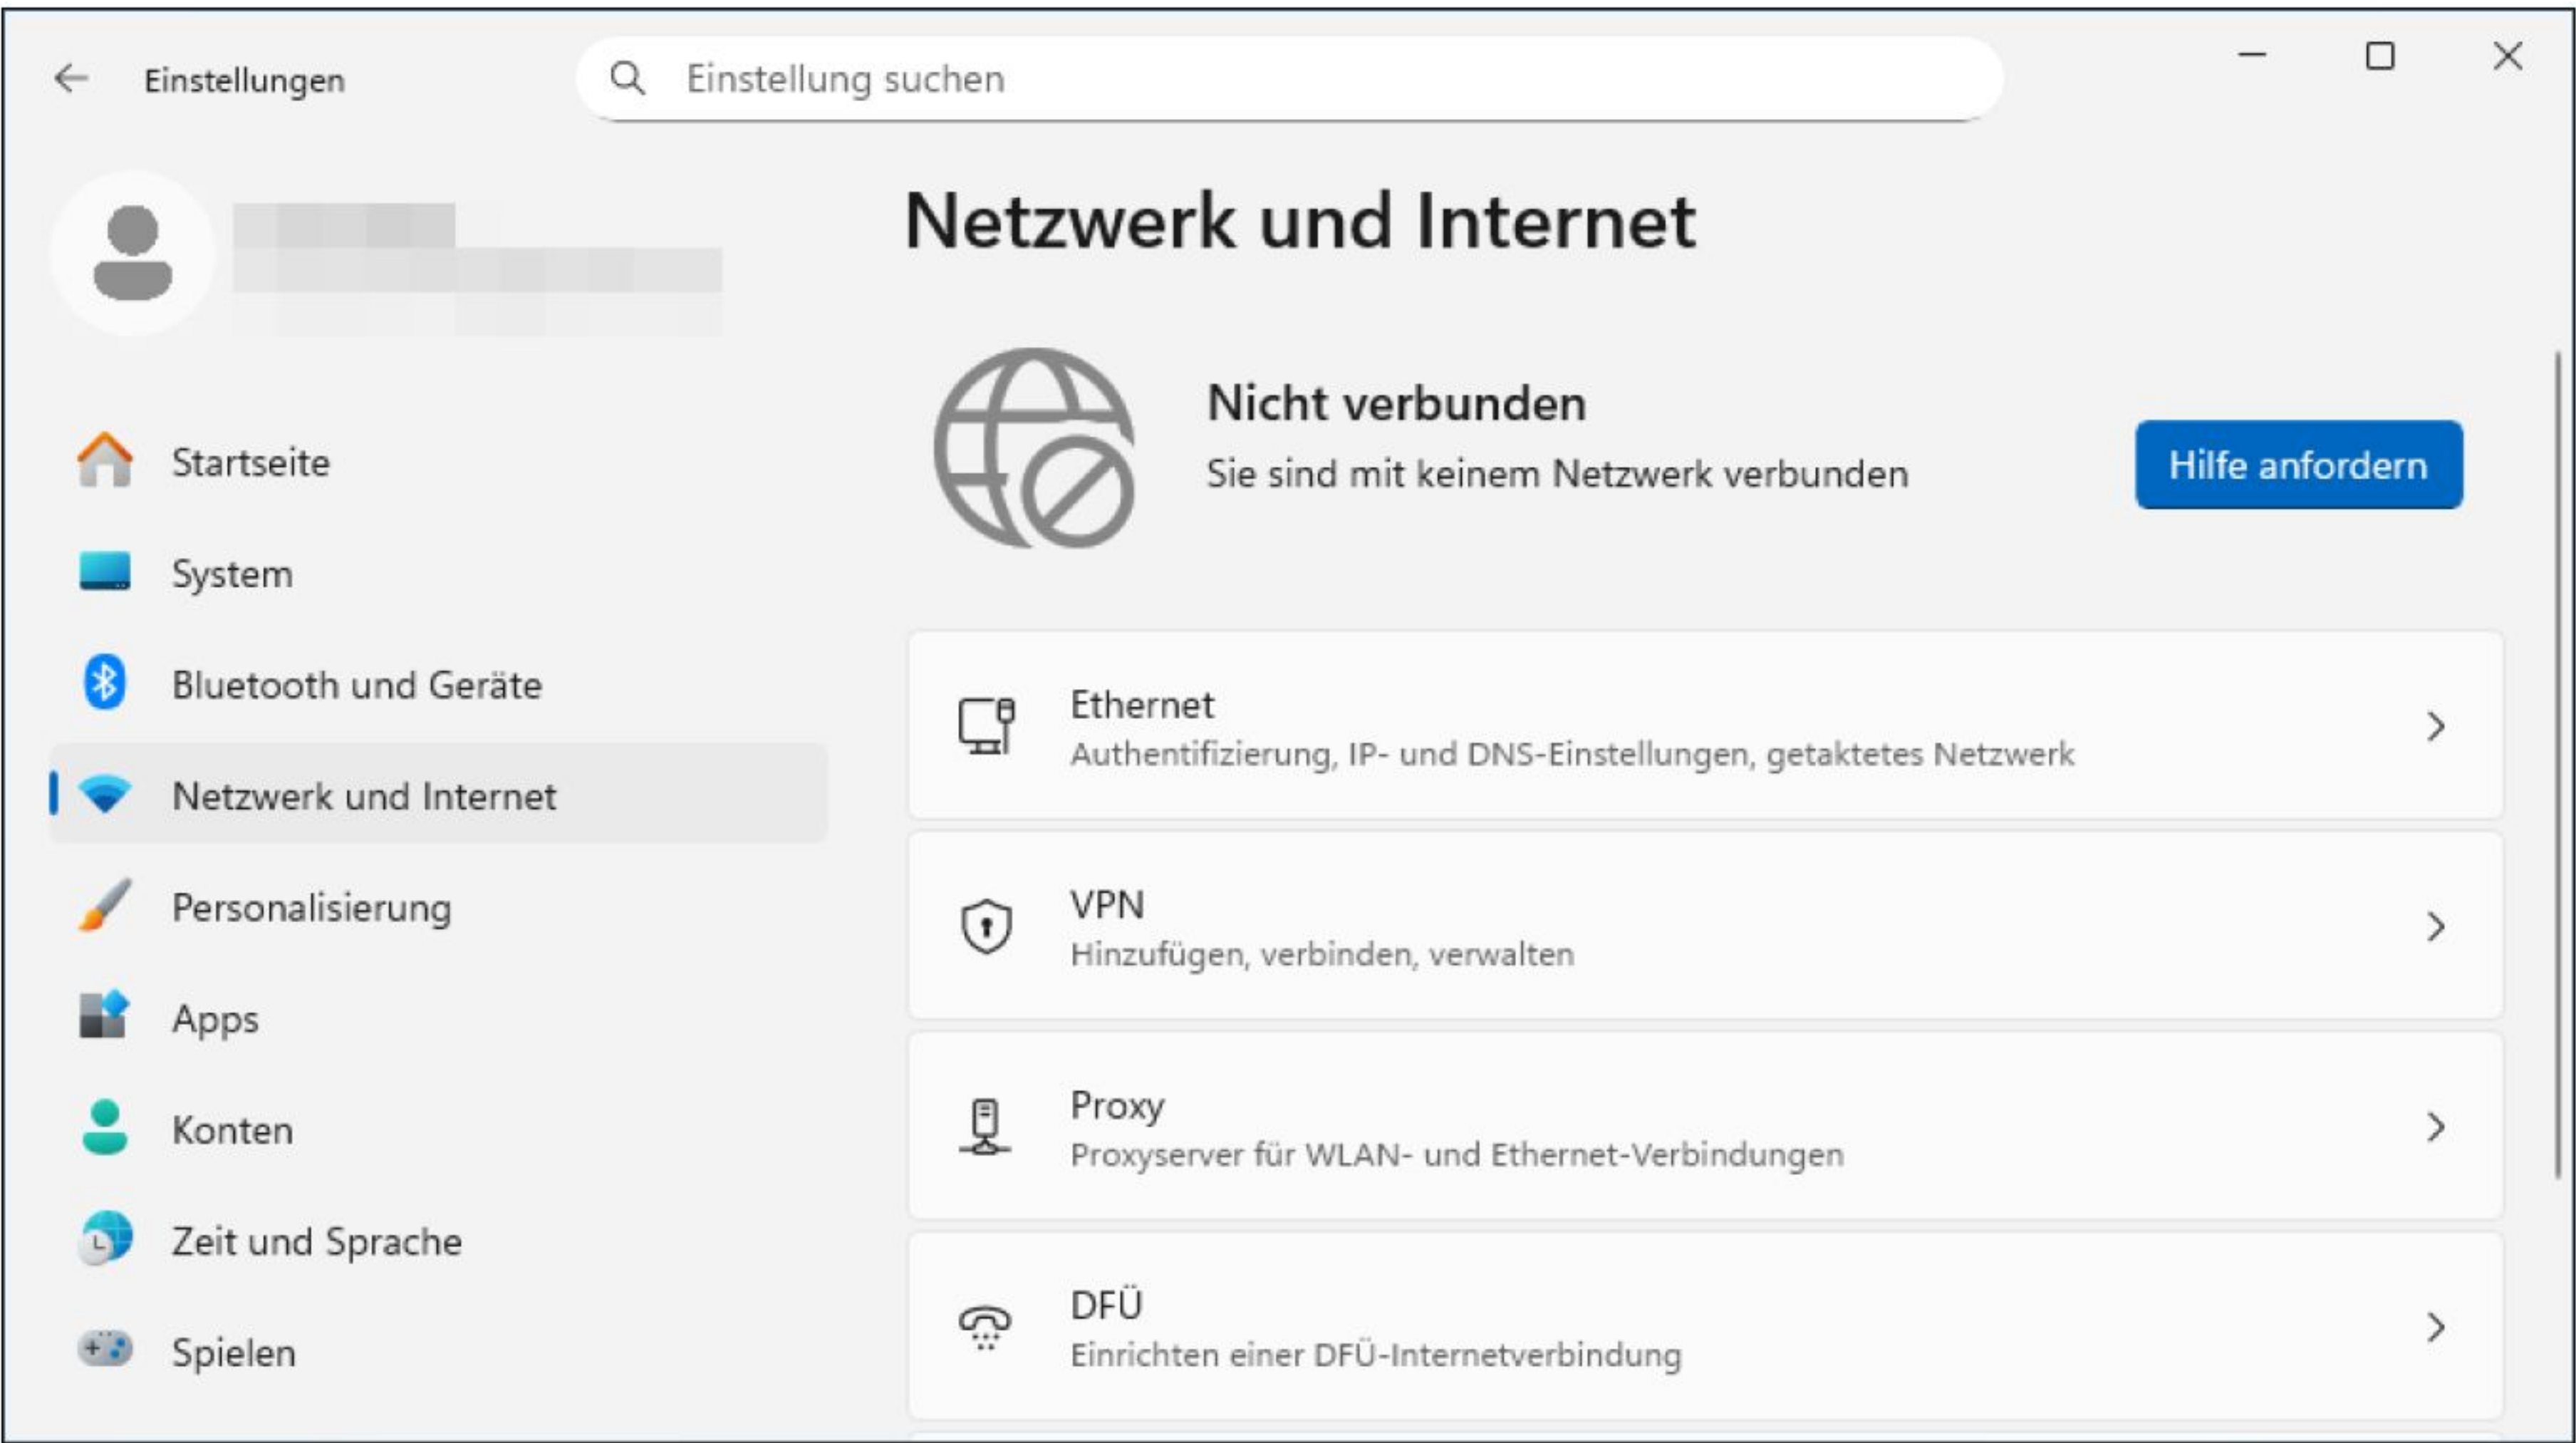 Einstellungen
Einstellung suchen
Startseite
System
Bluetooth und Geräte
Netzwerk und Internet
Personalisierung
Apps
Konten
Zeit und Sprache
Spielen
Netzwerk und Internet
Nicht verbunden
Sie sind mit keinem Netzwerk verbunden
Hilfe anfordern
Ethernet
Authentifizierung, IP- und DNS-Einstellungen, getaktetes Netzwerk
VPN
Hinzufügen, verbinden, verwalten
Proxy
Proxyserver für WLAN- und Ethernet-Verbindungen
DFÜ
Einrichten einer DFÜ-Internetverbindung